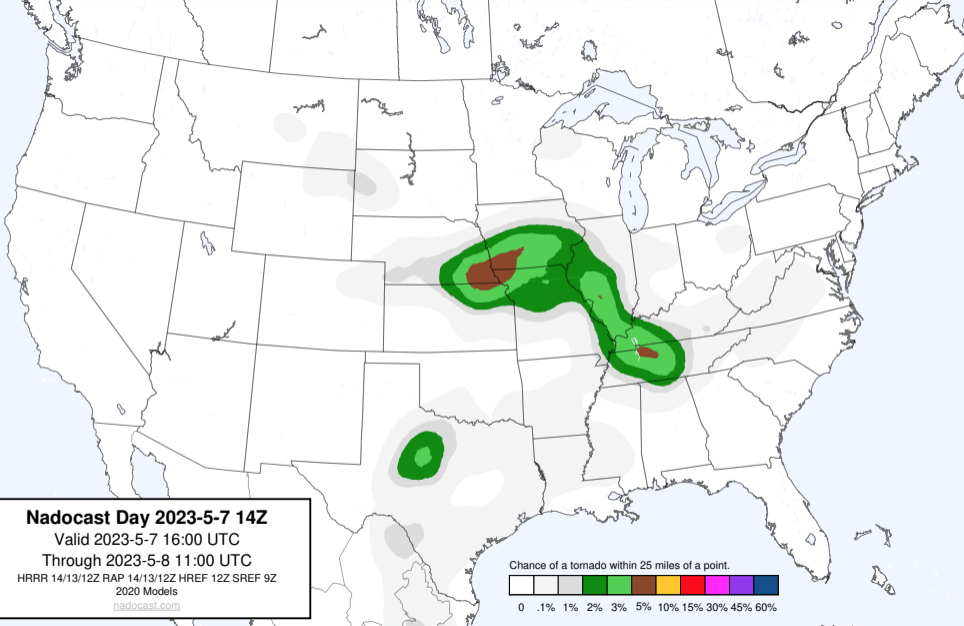 Nadocast Day 2023-5-7 14Z
Valid 2023-5-7 16:00 UTC
Through 2023-5-8 11:00 UTC
HRRR 14/13/12Z RAP 14/13/12Z HREF 12Z SREF 9Z
2020 Models
nadocast.com
Chance of a tornado within 25 miles of a point.
0 .1% 1% 2% 3% 5% 10% 15% 30% 45% 60%